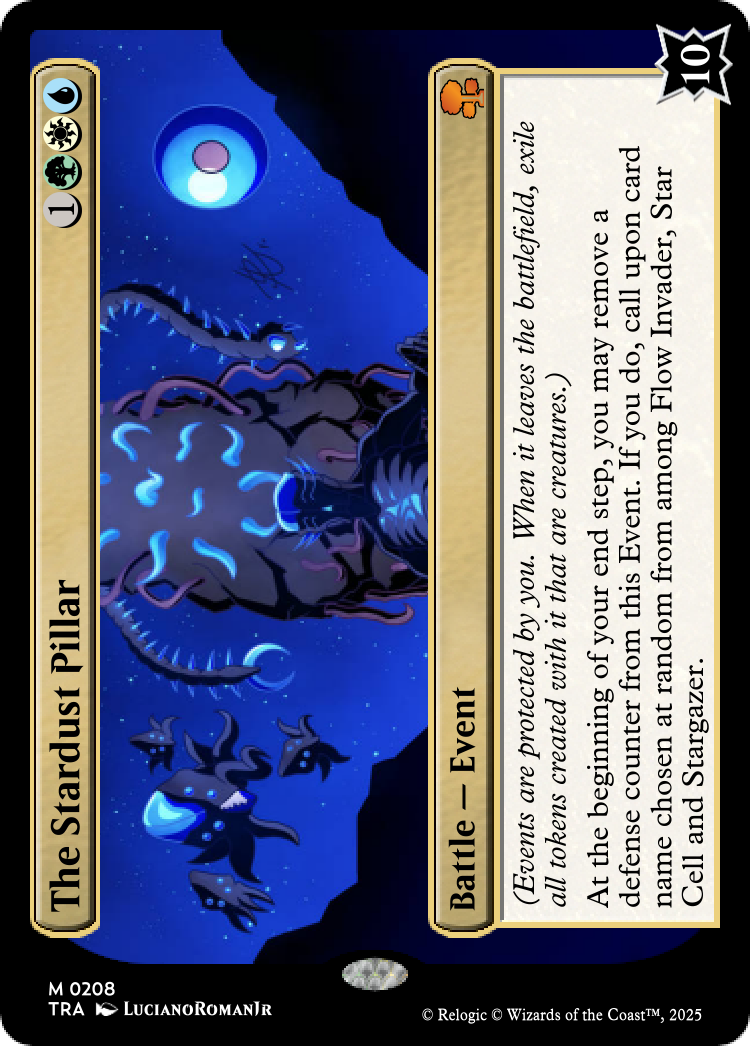 The Stardust Pillar
1
Battle — Event
(Events are protected by you. When it leaves the battlefield, exile
all tokens created with it that are creatures.)
At the beginning of your end step, you may remove a
defense counter from this Event. If you do, call upon card
name chosen at random from among Flow Invader, Star
Cell and Stargazer.
10
M 0208
TRA LucianoRomanJr
© Relogic © Wizards of the Coast™, 2025